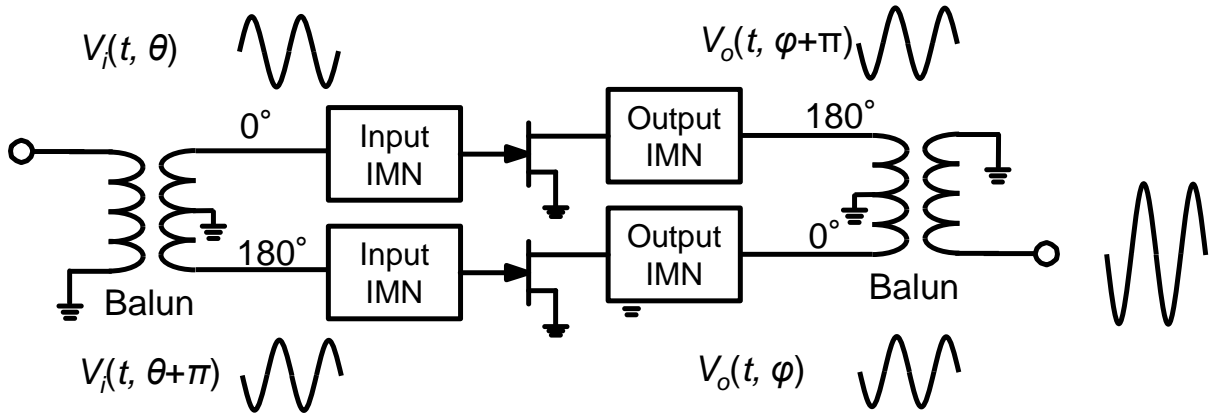 Vi(t, θ)
Vo(t, φ+π)
0°
Input
IMN
Output
IMN
180°
180°
Input
IMN
Output
IMN
0°
Balun
Balun
Vi(t, θ+π)
Vo(t, φ)